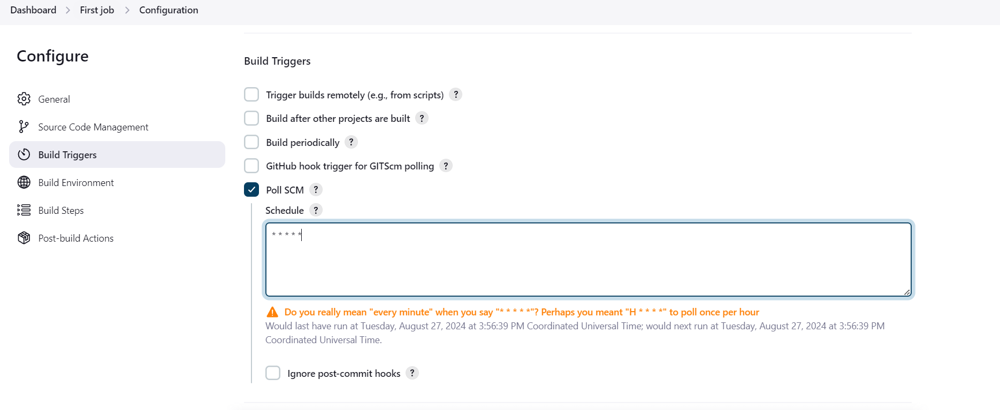 Dashboard > First job > Configuration
Configure
General
Source Code Management
Build Triggers
Build Environment
Build Steps
Post-build Actions
Build Triggers
Trigger builds remotely (e.g., from scripts) ?
Build after other projects are built ?
Build periodically ?
GitHub hook trigger for GITScm polling ?
Poll SCM ?
Schedule ?
* * * * *
Do you really mean "every minute" when you say "* * * * *"? Perhaps you meant "H * * * *" to poll once per hour
Would last have run at Tuesday, August 27, 2024 at 3:56:39 PM Coordinated Universal Time; would next run at Tuesday, August 27, 2024 at 3:56:39 PM
Coordinated Universal Time.
Ignore post-commit hooks ?